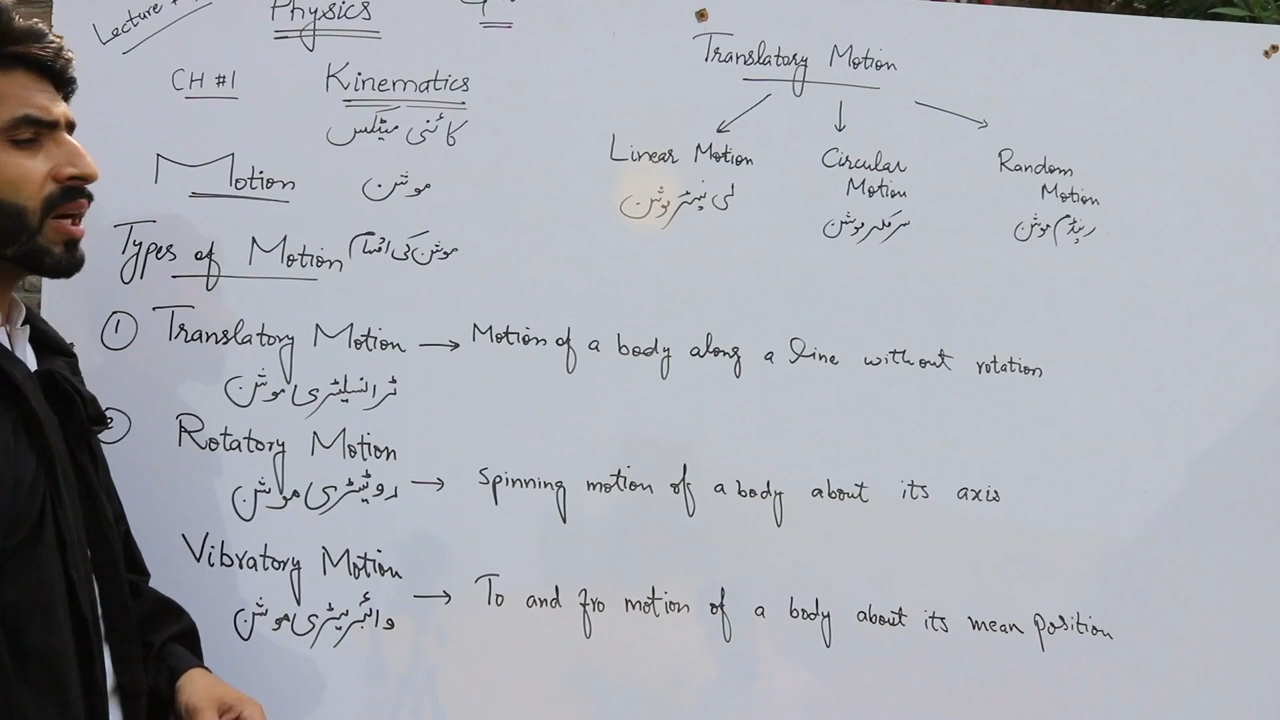 Lecture #
Physics
CH #1
Kinematics
کائنی میٹکس
Motion
موشن
Types of Motion
موشن کی اقسام
Translatory Motion
Linear Motion
Circular
Motion
سرکلر موشن
Random
Motion
رینڈم موشن
① Translatory Motion → Motion of a body along a line without rotation
ٹرانسلیٹری موشن
2 Rotatory Motion
روٹیٹری موشن → Spinning motion of a body about its axis
Vibratory Motion
→ To and fro motion of a body about its mean position
وائبریٹری موشن